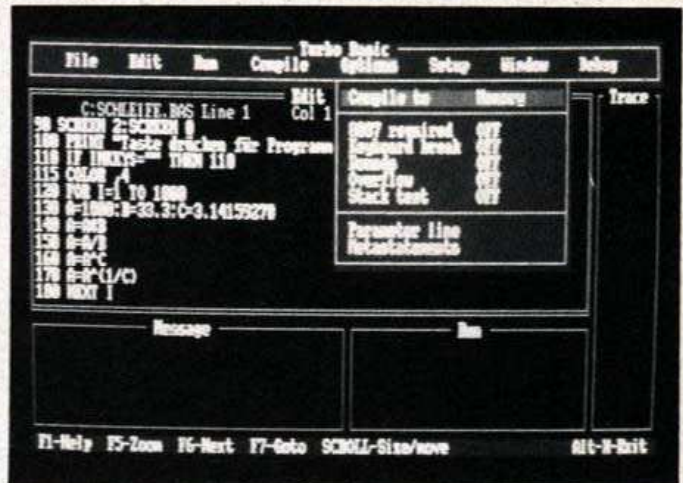 Turbo Basic
File Edit Run Compile Options Setup Window Debug
Edit
C:SCHLEIFE.BAS Line 1 Col 1
90 SCREEN 2:SCREEN 0
100 PRINT "Taste drücken für Programm
110 IF INKEY$="" THEN 110
115 COLOR ,4
120 FOR I=1 TO 1000
130 A=1000:B=33.3:C=3.14159278
140 A=A*B
150 A=A/B
160 A=A^C
170 A=A^(1/C)
180 NEXT I
Compile to Memory
8087 required OFF
Keyboard break OFF
Bounds OFF
Overflow OFF
Stack test OFF
Parameter line
Metastatements
Trace
Message
Run
F1-Help F5-Zoom F6-Next F7-Goto SCROLL-Size/move Alt-X-Exit